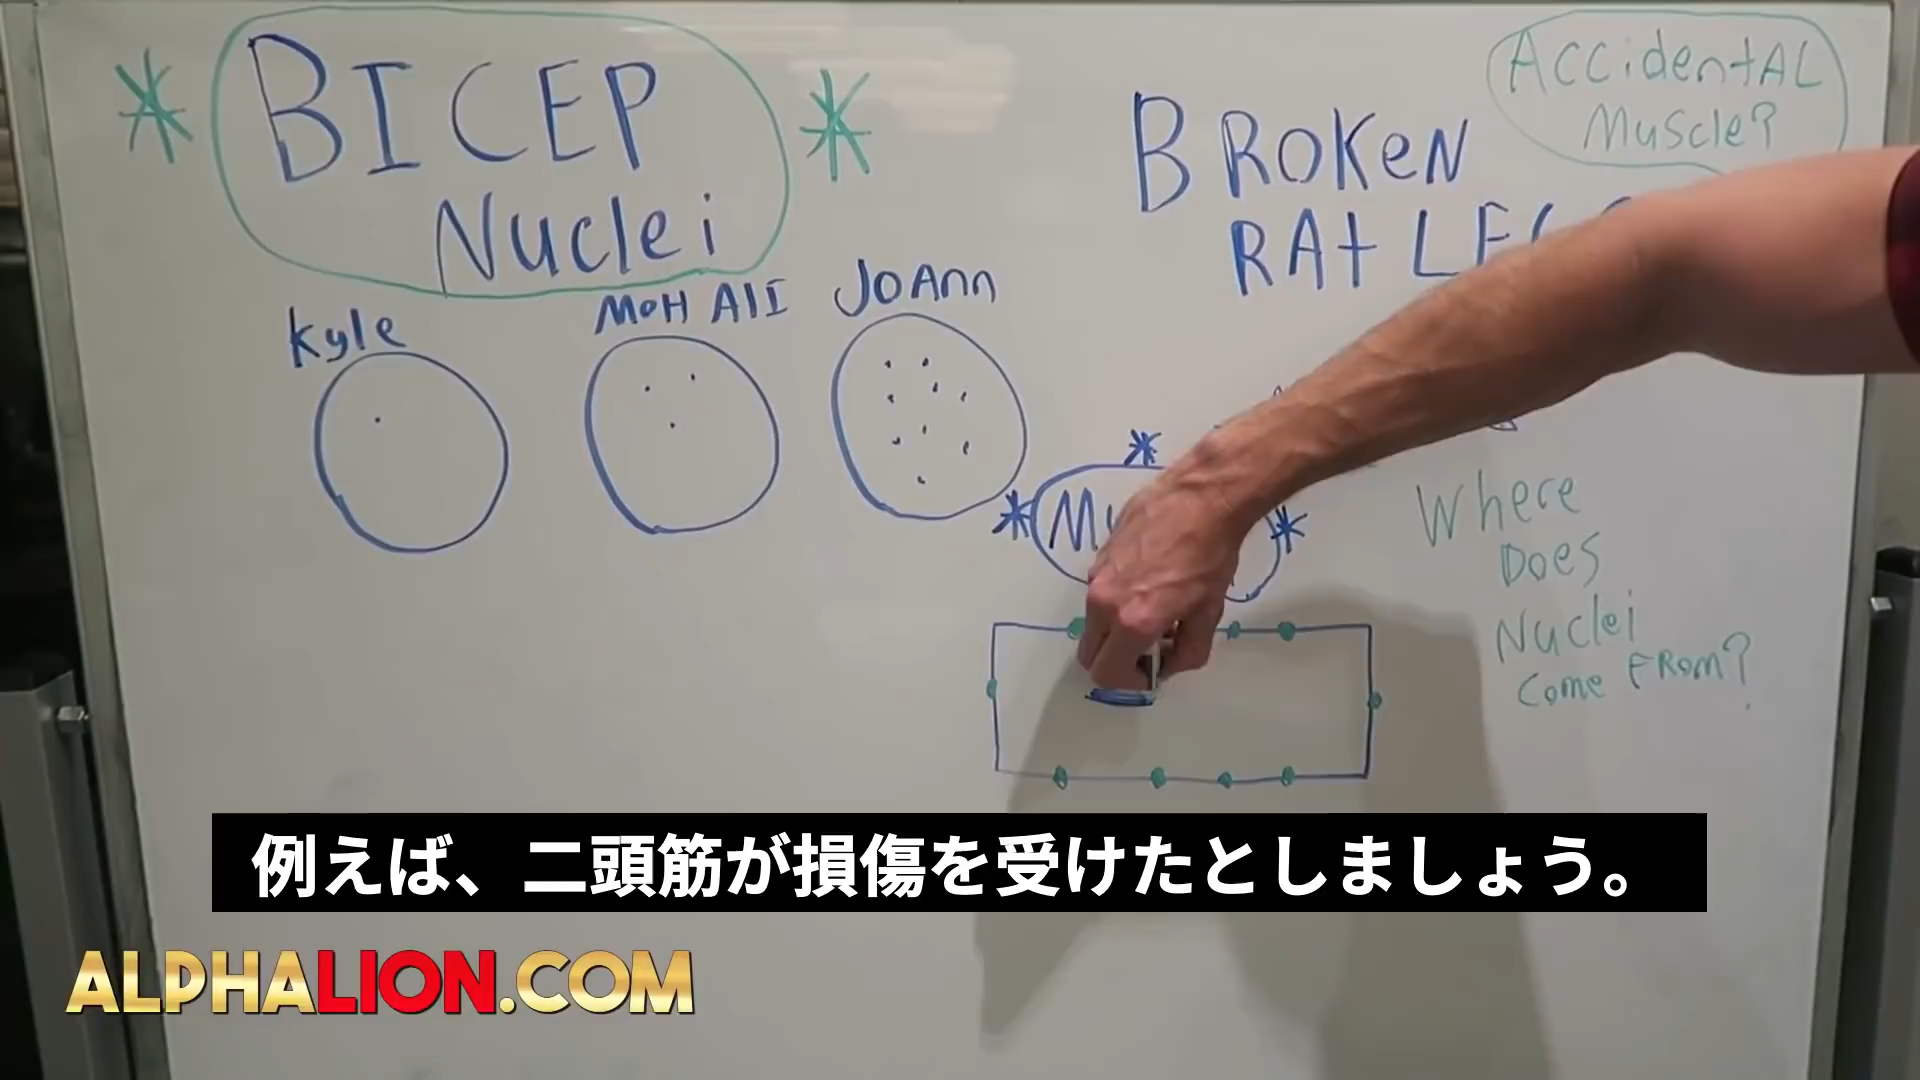 BICEP
Nuclei
Kyle
MOH AlI
JoAnn
BROKEN
RAT
Accidental
Muscle?
Where
Does
Nuclei
Come From?
例えば、二頭筋が損傷を受けたとしましょう。
ALPHALION.COM